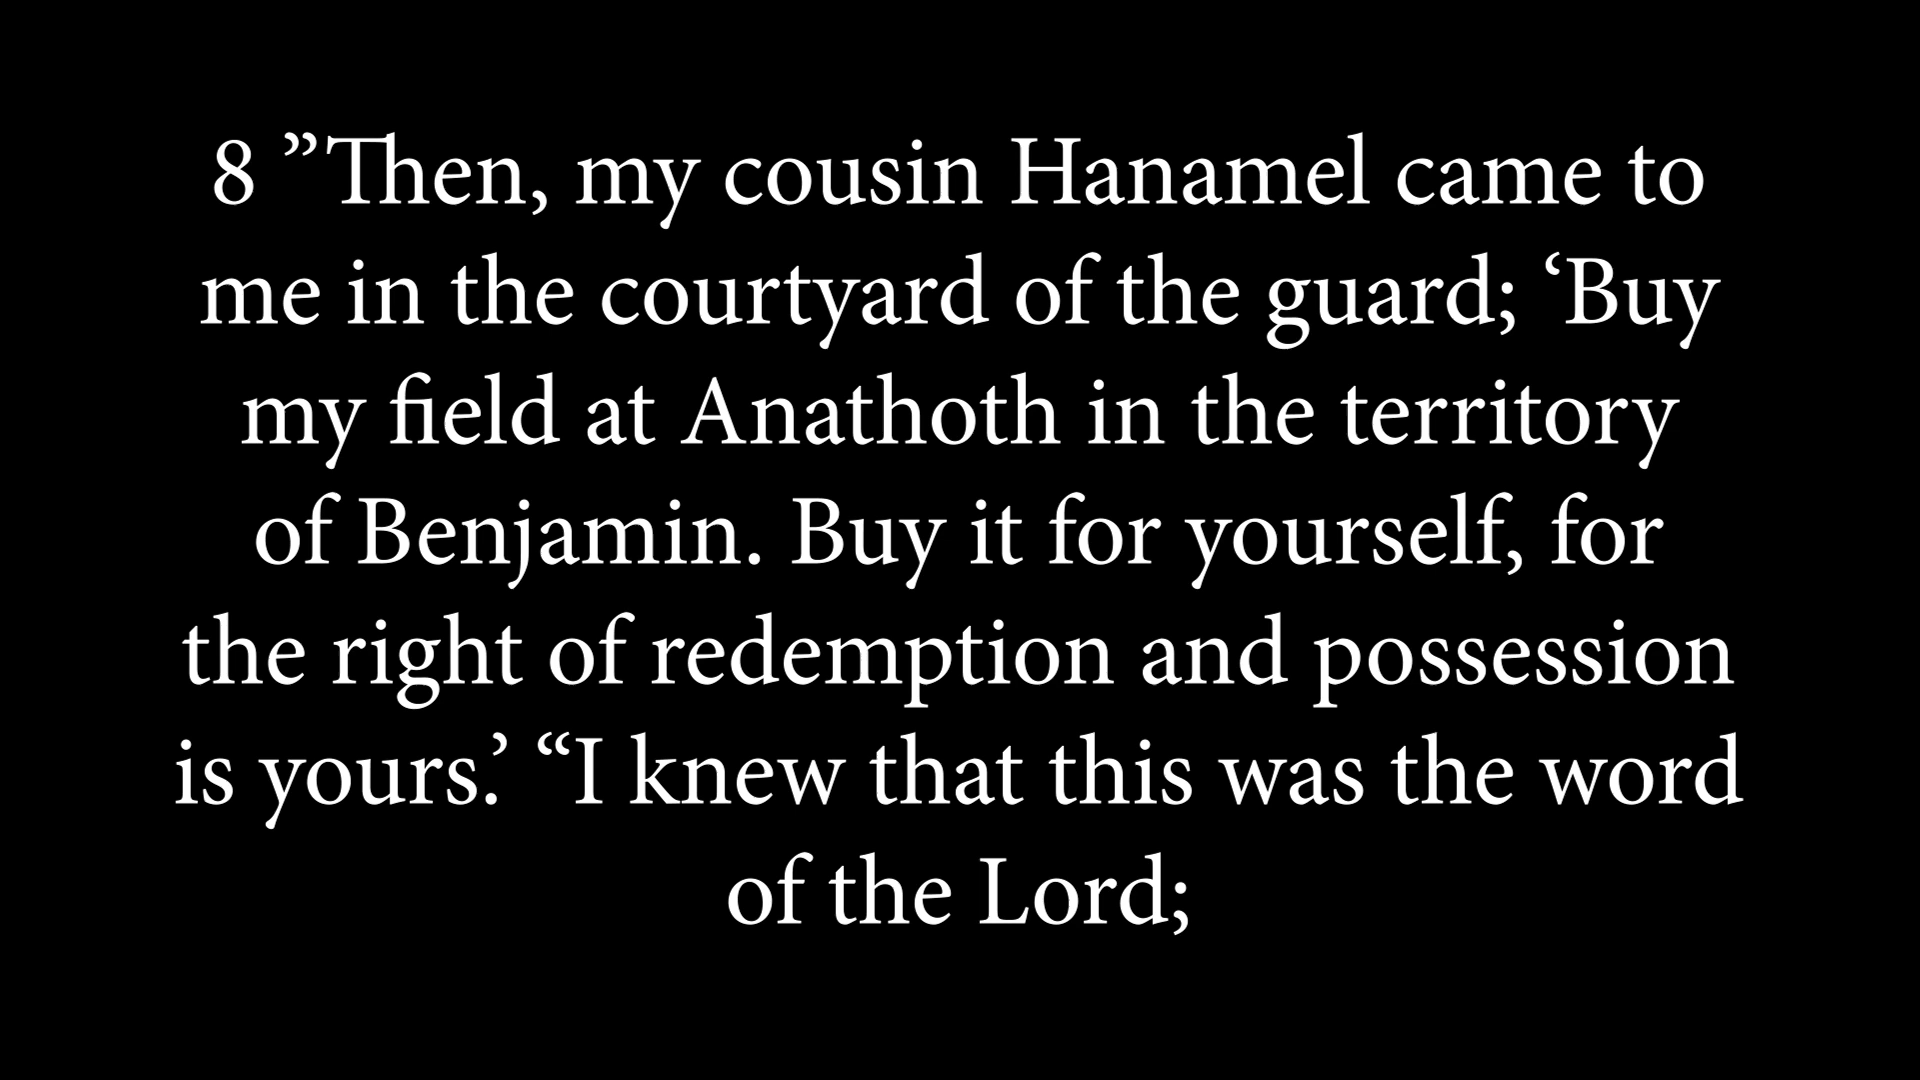 8 ”Then, my cousin Hanamel came to
me in the courtyard of the guard; ‘Buy
my field at Anathoth in the territory
of Benjamin. Buy it for yourself, for
the right of redemption and possession
is yours.’ “I knew that this was the word
of the Lord;